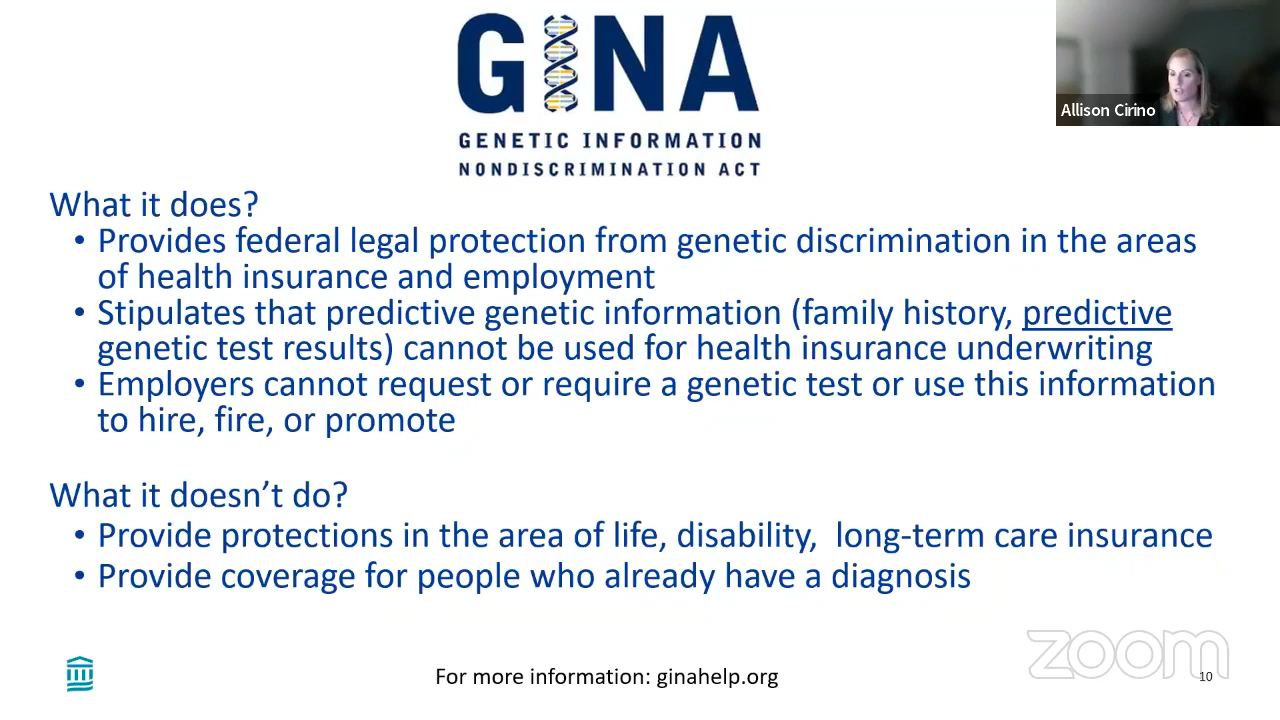 GINA
Allison Cirino
GENETIC INFORMATION
NONDISCRIMINATION ACT
What it does?
• Provides federal legal protection from genetic discrimination in the areas
of health insurance and employment
• Stipulates that predictive genetic information (family history, predictive
genetic test results) cannot be used for health insurance underwriting
• Employers cannot request or require a genetic test or use this information
to hire, fire, or promote
What it doesn’t do?
• Provide protections in the area of life, disability,  long-term care insurance
• Provide coverage for people who already have a diagnosis
zoom
For more information: ginahelp.org
10